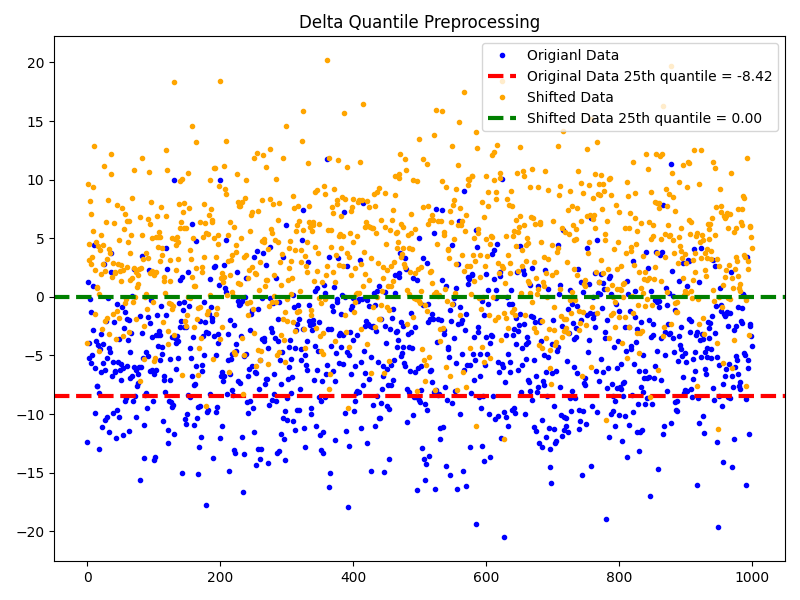 Delta Quantile Preprocessing
Origianl Data
Original Data 25th quantile = -8.42
Shifted Data
Shifted Data 25th quantile = 0.00
20
15
10
5
0
−5
−10
−15
−20
0 200 400 600 800 1000